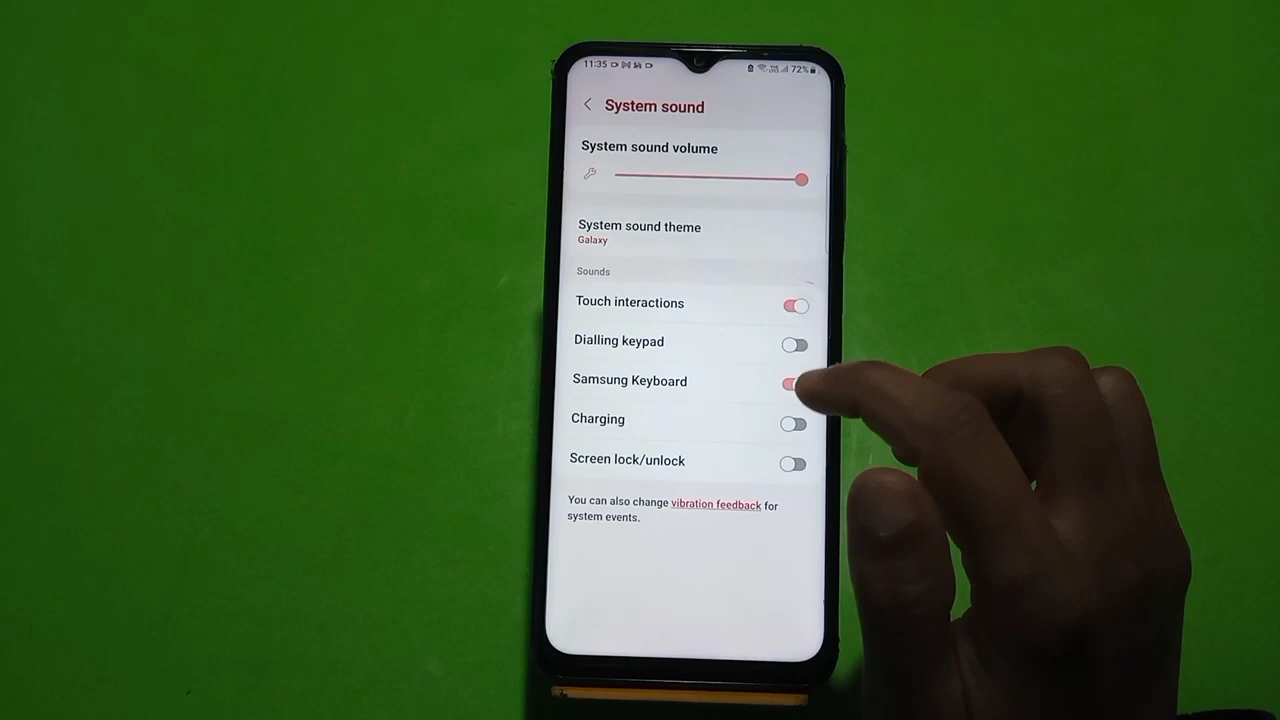 11:35
72%
System sound
System sound volume
System sound theme
Galaxy
Sounds
Touch interactions
Dialling keypad
Samsung Keyboard
Charging
Screen lock/unlock
You can also change vibration feedback for
system events.